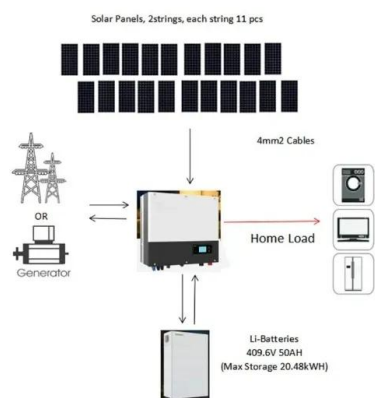 Solar Panels, 2strings, each string 11 pcs
4mm2 Cables
OR
Generator
Home Load
Li-Batteries
409.6V 50AH
(Max Storage 20.48kWH)